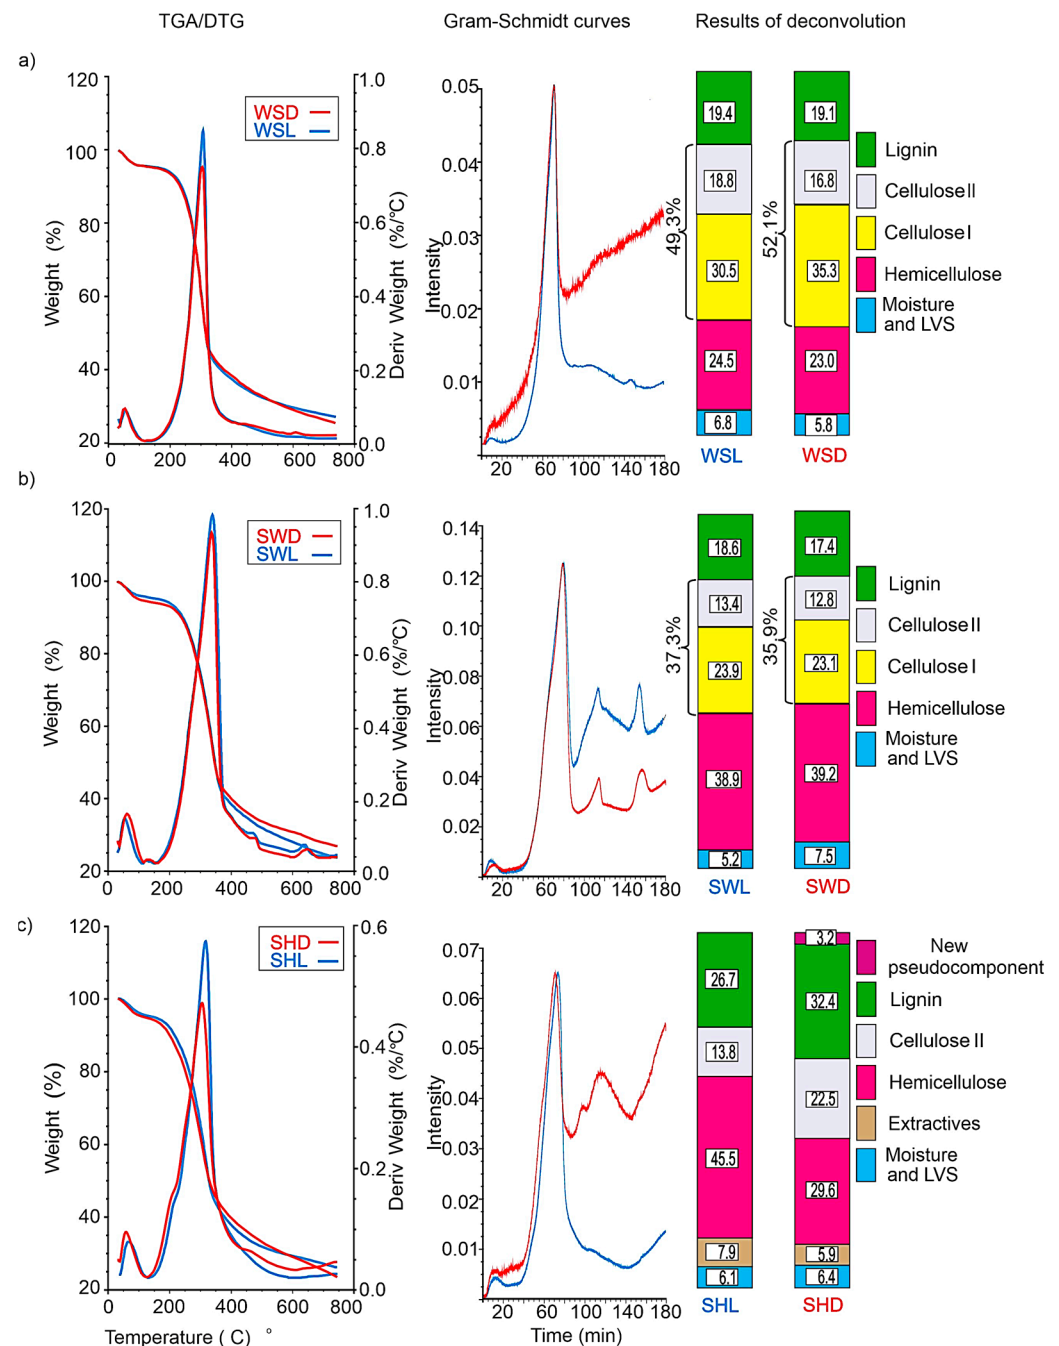 TGA/DTG
Gram-Schmidt curves
Results of deconvolution
a)
120
100
80
60
40
20
Weight (%)
0 200 400 600 800
1.0
0.8
0.6
0.4
0.2
0.0
Deriv Weight (%/°C)
WSD
WSL
0.05
0.04
0.03
0.02
0.01
Intensity
20 60 100 140 180
19.4
18.8
30.5
24.5
6.8
49.3%
WSL
19.1
16.8
35.3
23.0
5.8
52.1%
WSD
Lignin
Cellulose II
Cellulose I
Hemicellulose
Moisture
and LVS
b)
120
100
80
60
40
20
Weight (%)
0 200 400 600 800
1.0
0.8
0.6
0.4
0.2
0.0
Deriv Weight (%/°C)
SWD
SWL
0.14
0.12
0.10
0.08
0.06
0.04
0.02
Intensity
20 60 100 140 180
18.6
13.4
23.9
38.9
5.2
37.3%
SWL
17.4
12.8
23.1
39.2
7.5
35.9%
SWD
Lignin
Cellulose II
Cellulose I
Hemicellulose
Moisture
and LVS
c)
120
100
80
60
40
20
Weight (%)
0 200 400 600 800
Temperature ( C) °
0.6
0.4
0.2
0.0
Deriv Weight (%/°C)
SHD
SHL
0.07
0.06
0.05
0.04
0.03
0.02
0.01
Intensity
20 60 100 140 180
Time (min)
26.7
13.8
45.5
7.9
6.1
SHL
3.2
32.4
22.5
29.6
5.9
6.4
SHD
New
pseudocomponent
Lignin
Cellulose II
Hemicellulose
Extractives
Moisture
and LVS